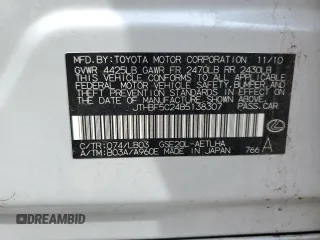 MFD. BY: TOYOTA MOTOR CORPORATION 11/10
GVWR 4425LB GAWR FR 2470LB RR 2430LB
THIS VEHICLE CONFORMS TO ALL APPLICABLE
FEDERAL MOTOR VEHICLE SAFETY, BUMPER, AND
THEFT PREVENTION STANDARDS IN EFFECT ON THE DATE
OF MANUFACTURE SHOWN ABOVE.
JTHBF5C24B5138307 PASS. CAR
C/TR: 074/LB03 GSE20L-AETLHA
A/TM: B03A/A960E MADE IN JAPAN 766 A
AUTOBIDMASTER